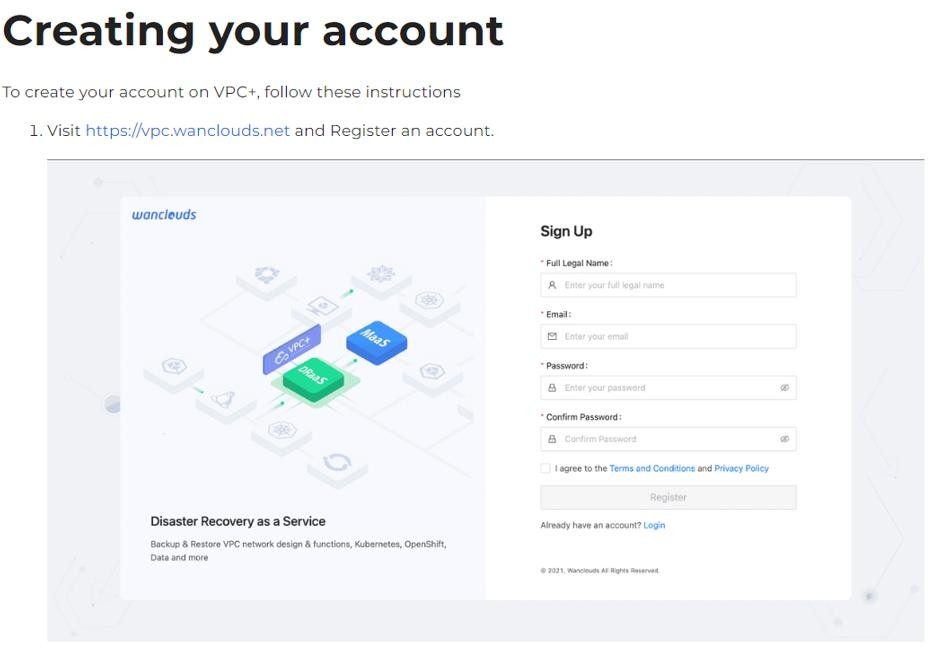 Creating your account
To create your account on VPC+, follow these instructions
1. Visit https://vpc.wanclouds.net and Register an account.
wanclouds
VPC+
MaaS
DRaaS
Disaster Recovery as a Service
Backup & Restore VPC network design & functions, Kubernetes, OpenShift,
Data and more
Sign Up
* Full Legal Name:
Enter your full legal name
* Email:
Enter your email
* Password:
Enter your password
* Confirm Password:
Confirm Password
I agree to the Terms and Conditions and Privacy Policy
Register
Already have an account? Login
© 2021, Wanclouds All Rights Reserved.